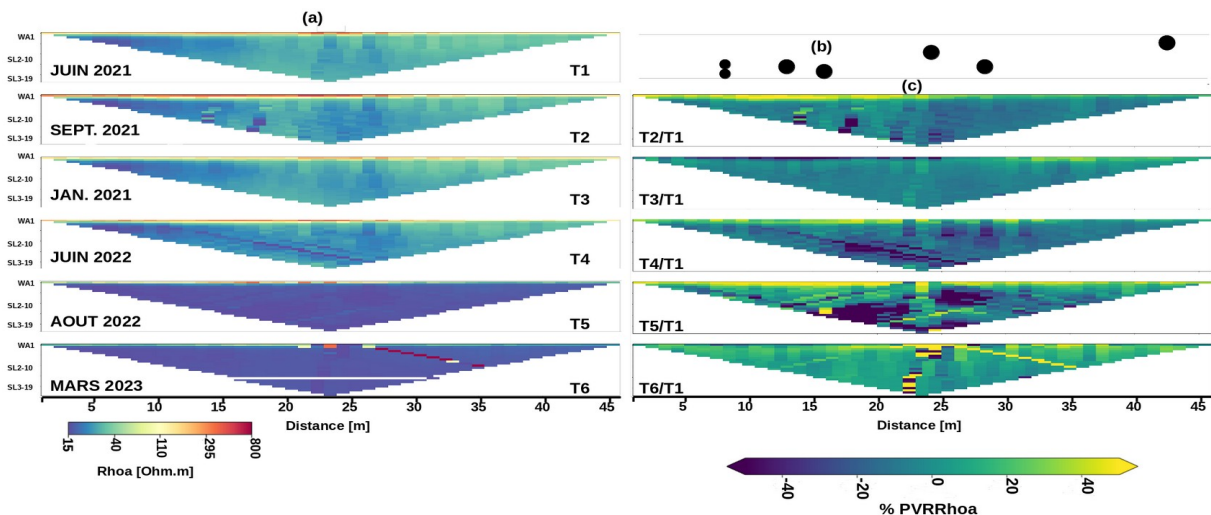 (a)
WA1
SL2-10
SL3-19
JUIN 2021
T1
WA1
SL2-10
SL3-19
SEPT. 2021
T2
WA1
SL2-10
SL3-19
JAN. 2021
T3
WA1
SL2-10
SL3-19
JUIN 2022
T4
WA1
SL2-10
SL3-19
AOUT 2022
T5
WA1
SL2-10
SL3-19
MARS 2023
T6
5 10 15 20 25 30 35 40 45
Distance [m]
15 40 110 295 800
Rhoa [Ohm.m]
(b)
(c)
T2/T1
T3/T1
T4/T1
T5/T1
T6/T1
5 10 15 20 25 30 35 40 45
Distance [m]
-40 -20 0 20 40
% PVRRhoa